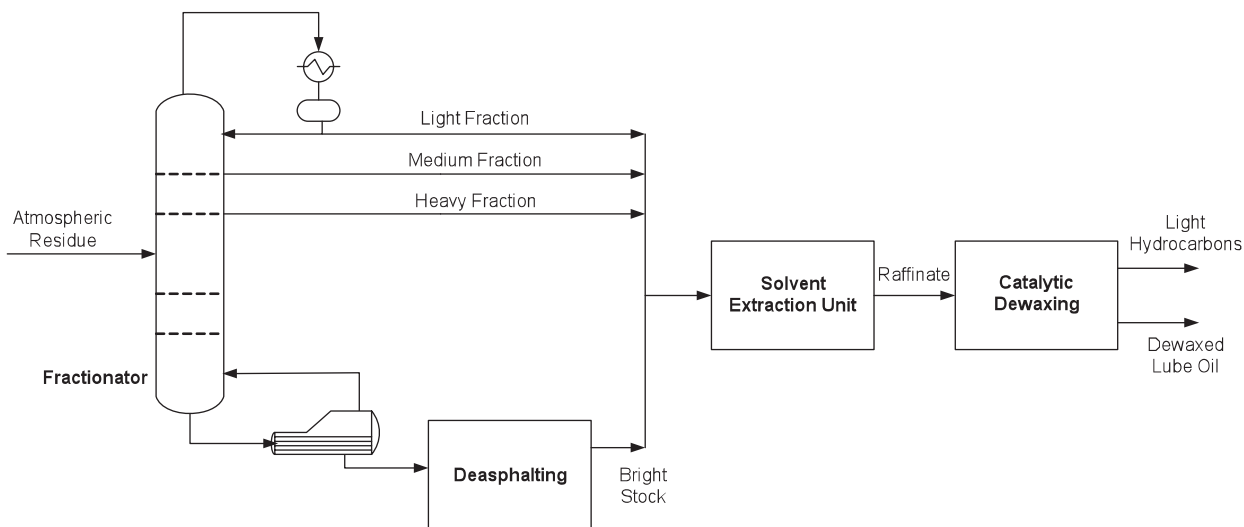 Light Fraction
Medium Fraction
Heavy Fraction
Atmospheric
Residue
Light
Hydrocarbons
Solvent
Extraction Unit
Raffinate
Catalytic
Dewaxing
Dewaxed
Lube Oil
Fractionator
Deasphalting
Bright
Stock